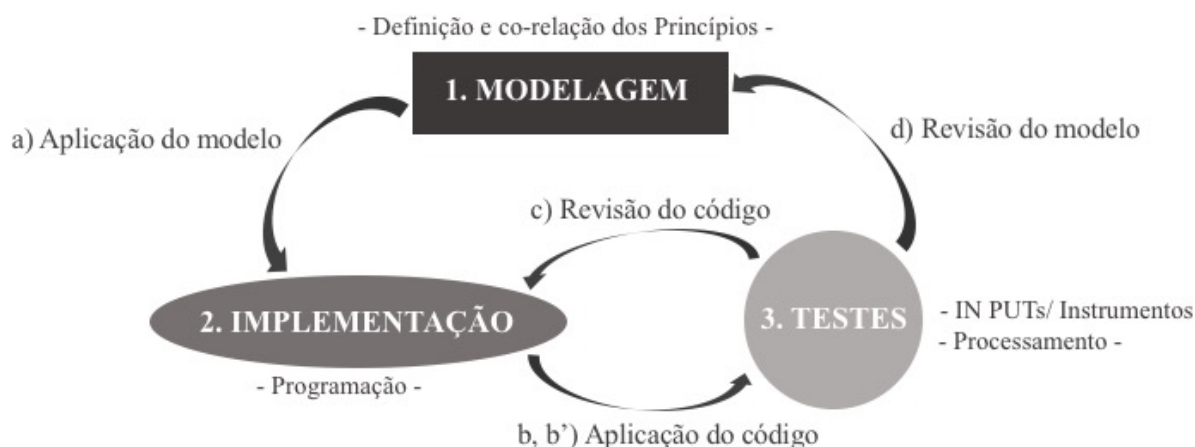 - Definição e co-relação dos Princípios -
1. MODELAGEM
a) Aplicação do modelo
d) Revisão do modelo
c) Revisão do código
2. IMPLEMENTAÇÃO
3. TESTES
- IN PUTs/ Instrumentos
- Processamento -
- Programação -
b, b’) Aplicação do código